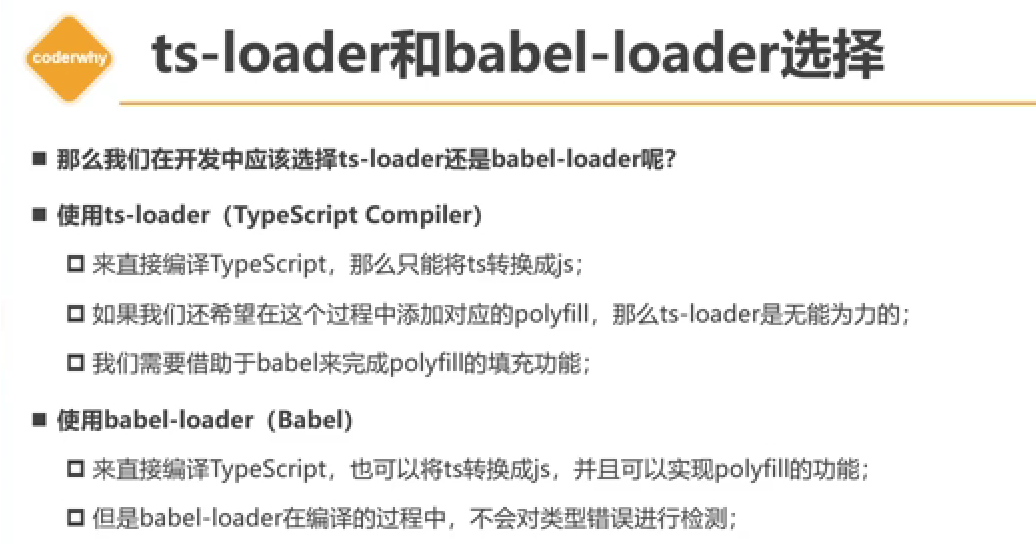 coderwhy
ts-loader和babel-loader选择
■ 那么我们在开发中应该选择ts-loader还是babel-loader呢？
■ 使用ts-loader（TypeScript Compiler）
来直接编译TypeScript，那么只能将ts转换成js；
如果我们还希望在这个过程中添加对应的polyfill，那么ts-loader是无能为力的；
我们需要借助于babel来完成polyfill的填充功能；
■ 使用babel-loader（Babel）
来直接编译TypeScript，也可以将ts转换成js，并且可以实现polyfill的功能；
但是babel-loader在编译的过程中，不会对类型错误进行检测；